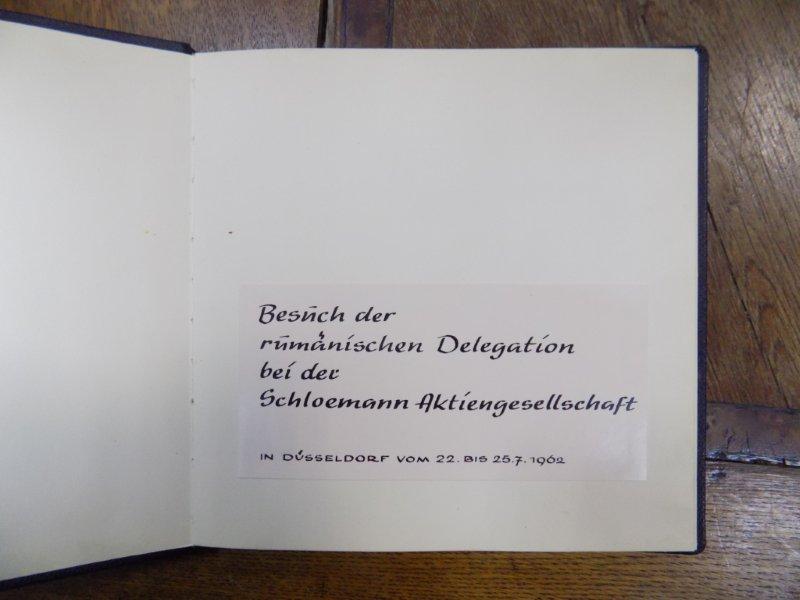 Besuch der
rumänischen Delegation
bei der
Schloemann Aktiengesellschaft
IN DÜSSELDORF VOM 22. BIS 25.7.1962